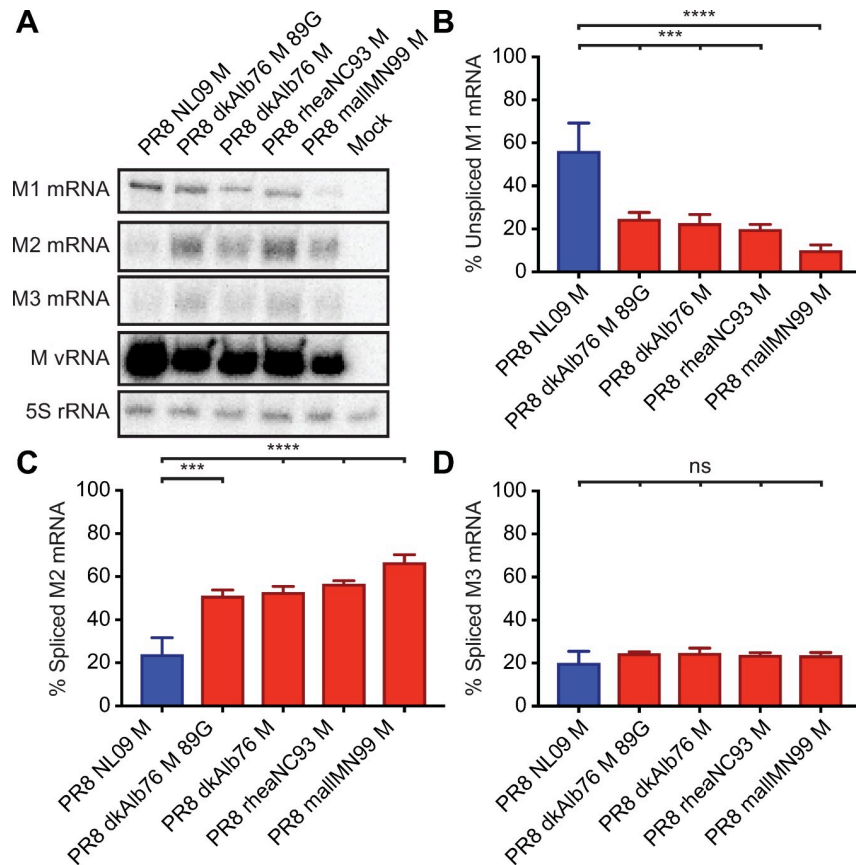 A
PR8 NL09 M
PR8 dkAlb76 M 89G
PR8 dkAlb76 M
PR8 rheaNC93 M
PR8 mallMN99 M
Mock
M1 mRNA
M2 mRNA
M3 mRNA
M vRNA
5S rRNA
B
****
***
% Unspliced M1 mRNA
100
80
60
40
20
0
PR8 NL09 M
PR8 dkAlb76 M 89G
PR8 dkAlb76 M
PR8 rheaNC93 M
PR8 mallMN99 M
C
****
***
% Spliced M2 mRNA
100
80
60
40
20
0
PR8 NL09 M
PR8 dkAlb76 M 89G
PR8 dkAlb76 M
PR8 rheaNC93 M
PR8 mallMN99 M
D
ns
% Spliced M3 mRNA
100
80
60
40
20
0
PR8 NL09 M
PR8 dkAlb76 M 89G
PR8 dkAlb76 M
PR8 rheaNC93 M
PR8 mallMN99 M